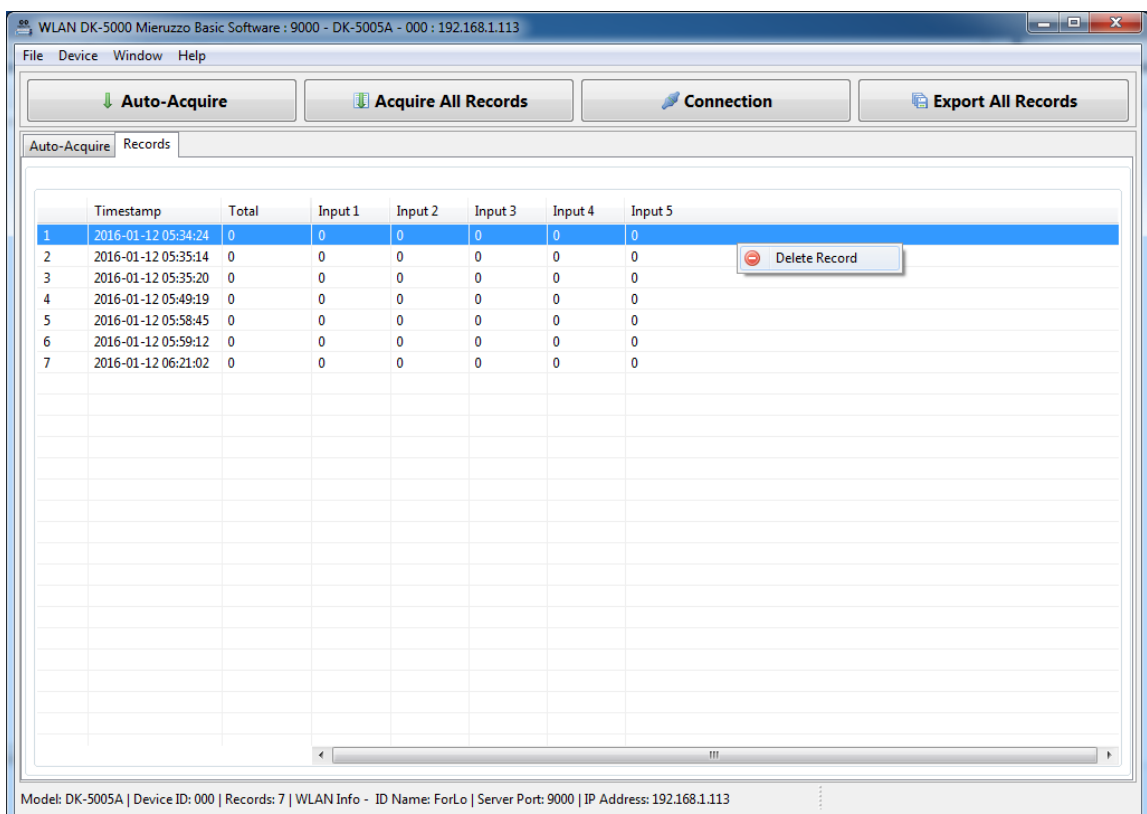 WLAN DK-5000 Mieruzzo Basic Software : 9000 - DK-5005A - 000 : 192.168.1.113
File Device Window Help
Auto-Acquire Acquire All Records Connection Export All Records
Auto-Acquire Records
Timestamp Total Input 1 Input 2 Input 3 Input 4 Input 5
1 2016-01-12 05:34:24 0 0 0 0 0 0
2 2016-01-12 05:35:14 0 0 0 0 0 0 Delete Record
3 2016-01-12 05:35:20 0 0 0 0 0 0
4 2016-01-12 05:49:19 0 0 0 0 0 0
5 2016-01-12 05:58:45 0 0 0 0 0 0
6 2016-01-12 05:59:12 0 0 0 0 0 0
7 2016-01-12 06:21:02 0 0 0 0 0 0
Model: DK-5005A | Device ID: 000 | Records: 7 | WLAN Info - ID Name: ForLo | Server Port: 9000 | IP Address: 192.168.1.113